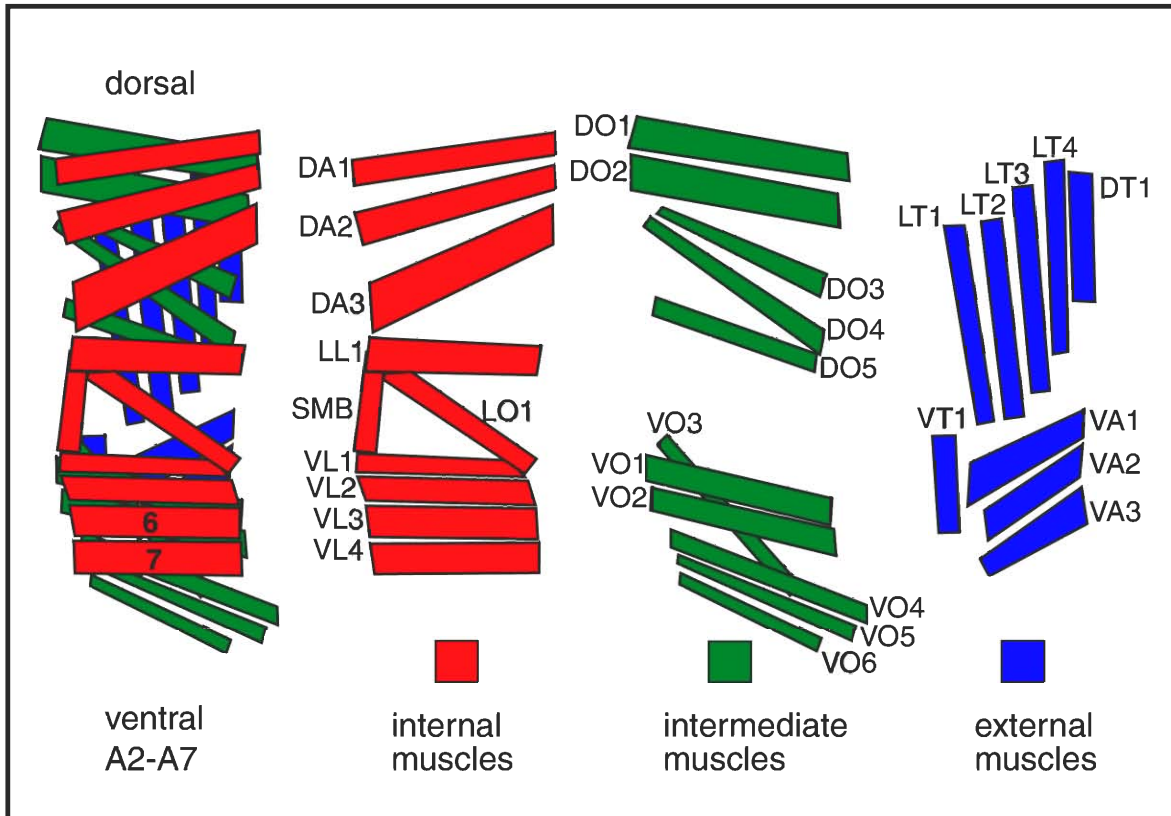 dorsal
6
7
ventral
A2-A7
DA1
DA2
DA3
LL1
SMB
LO1
VL1
VL2
VL3
VL4
internal
muscles
DO1
DO2
DO3
DO4
DO5
VO3
VO1
VO2
VO4
VO5
VO6
intermediate
muscles
LT4
LT3
DT1
LT2
LT1
VT1
VA1
VA2
VA3
external
muscles